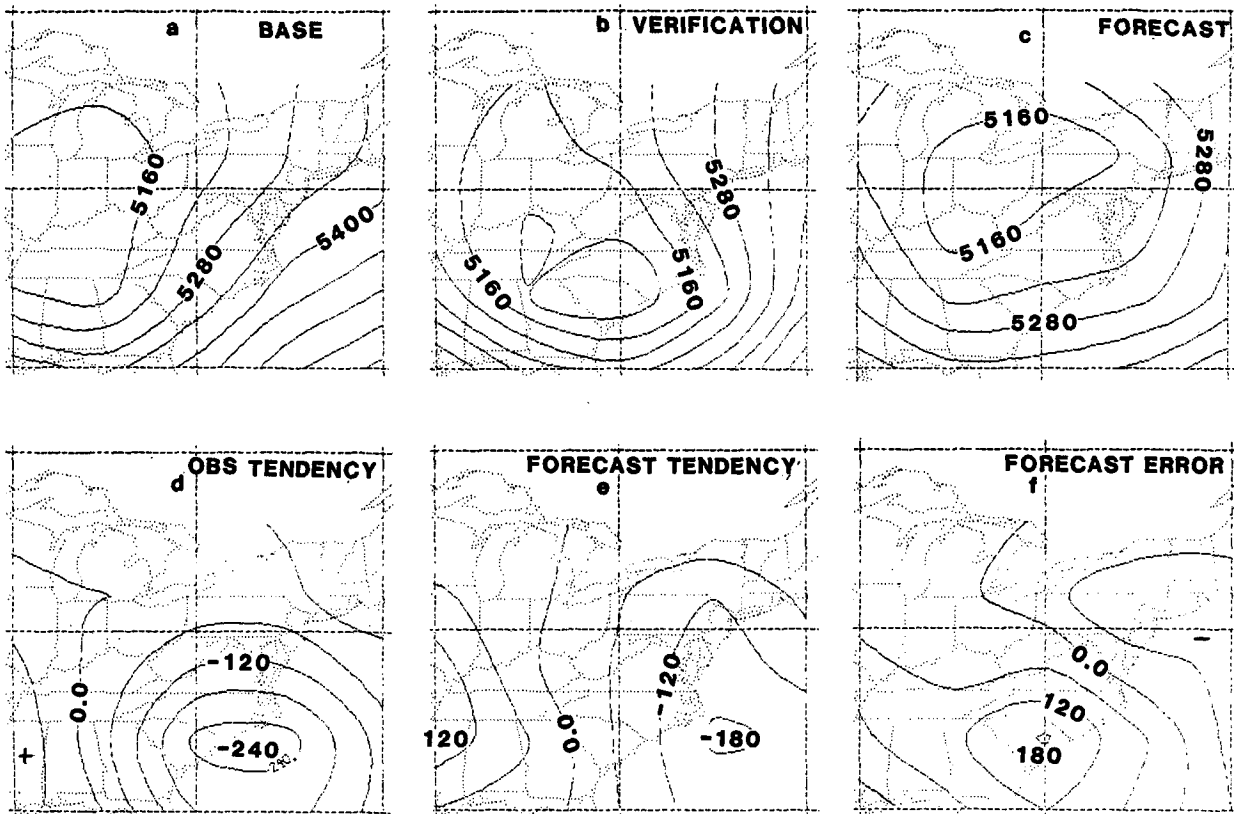 a BASE
5160
5280
5400
b VERIFICATION
5280
5160
5160
c FORECAST
5160
5280
5160
5280
OBS TENDENCY
d
-120
0.0
-240
240.
+
FORECAST TENDENCY
e
-120
0.0
120
-180
FORECAST ERROR
f
-
0.0
120
180